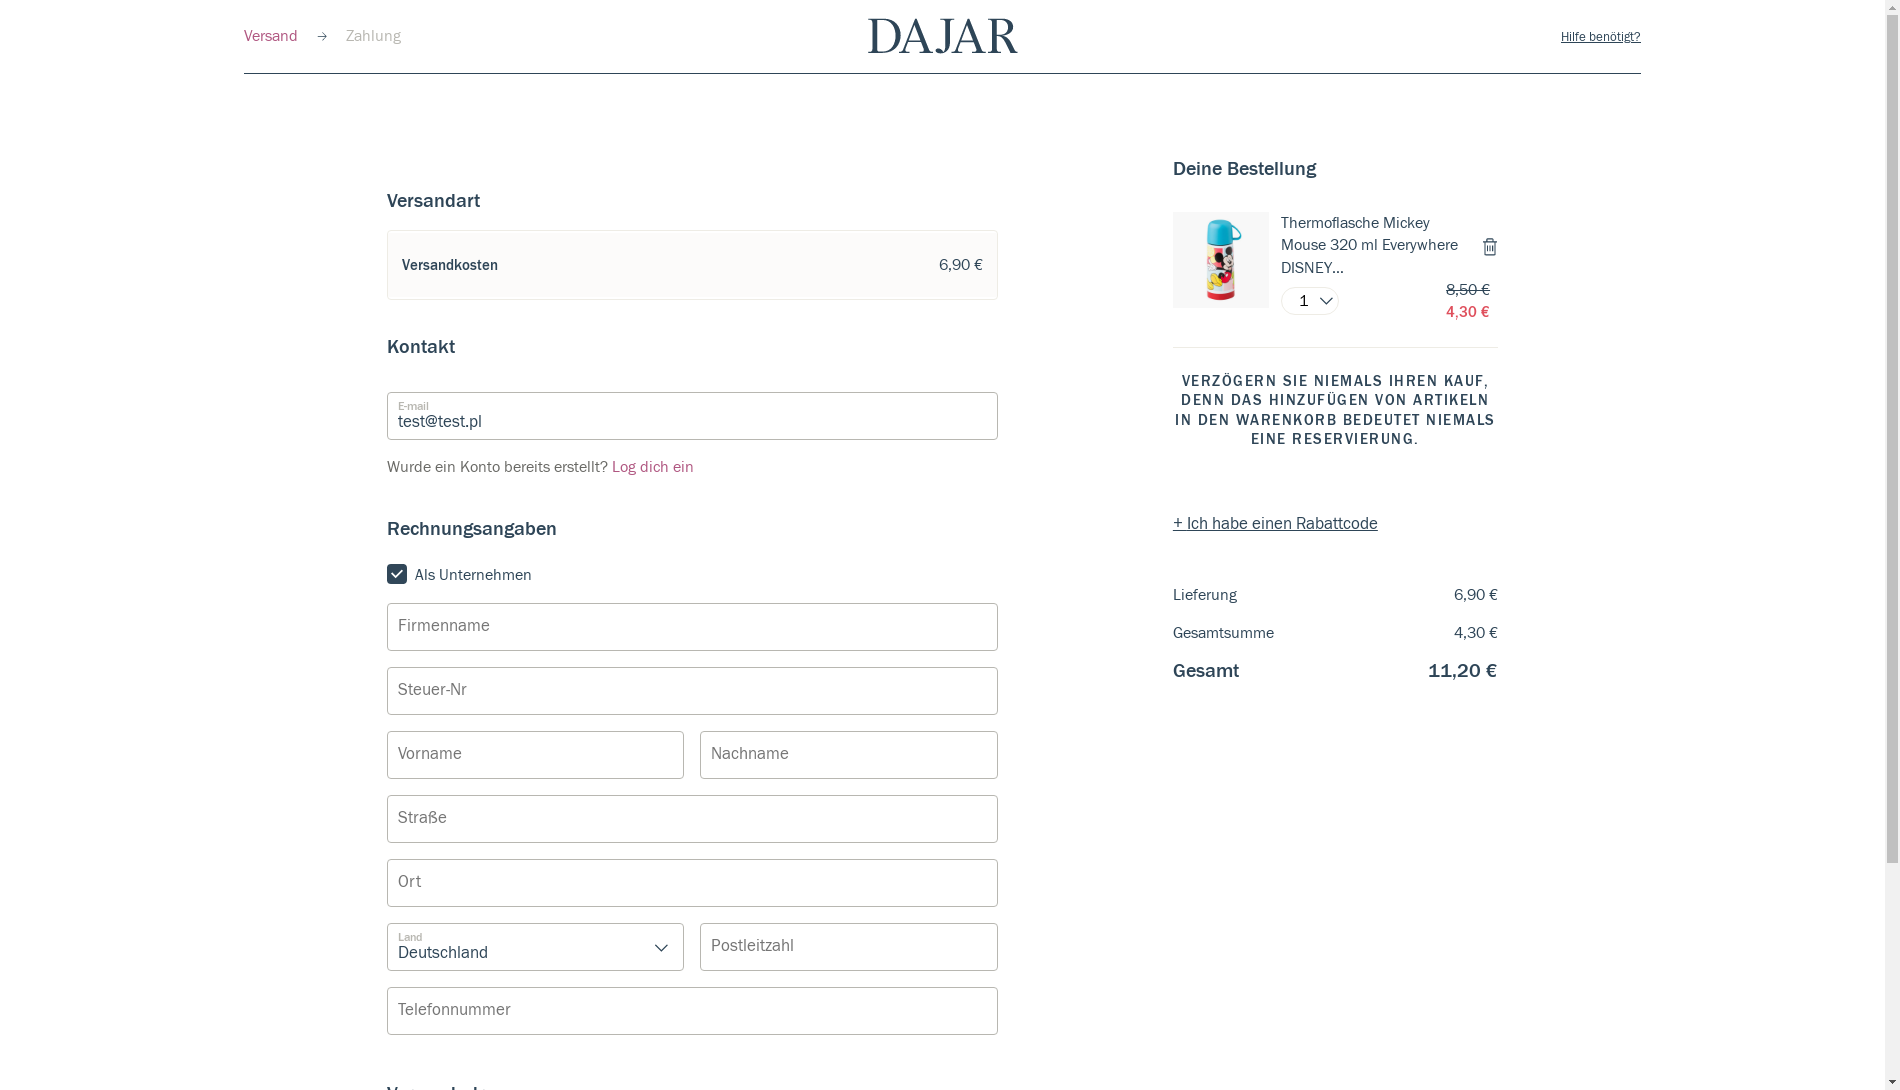 Versand
Zahlung
DAJAR
Hilfe benötigt?
Versandart
Versandkosten
6,90 €
Kontakt
E-mail
test@test.pl
Wurde ein Konto bereits erstellt? Log dich ein
Rechnungsangaben
Als Unternehmen
Firmenname
Steuer-Nr
Vorname
Nachname
Straße
Ort
Land
Deutschland
Postleitzahl
Telefonnummer
Deine Bestellung
Thermoflasche Mickey
Mouse 320 ml Everywhere
DISNEY...
1
8,50 €
4,30 €
VERZÖGERN SIE NIEMALS IHREN KAUF,
DENN DAS HINZUFÜGEN VON ARTIKELN
IN DEN WARENKORB BEDEUTET NIEMALS
EINE RESERVIERUNG.
+ Ich habe einen Rabattcode
Lieferung
6,90 €
Gesamtsumme
4,30 €
Gesamt
11,20 €